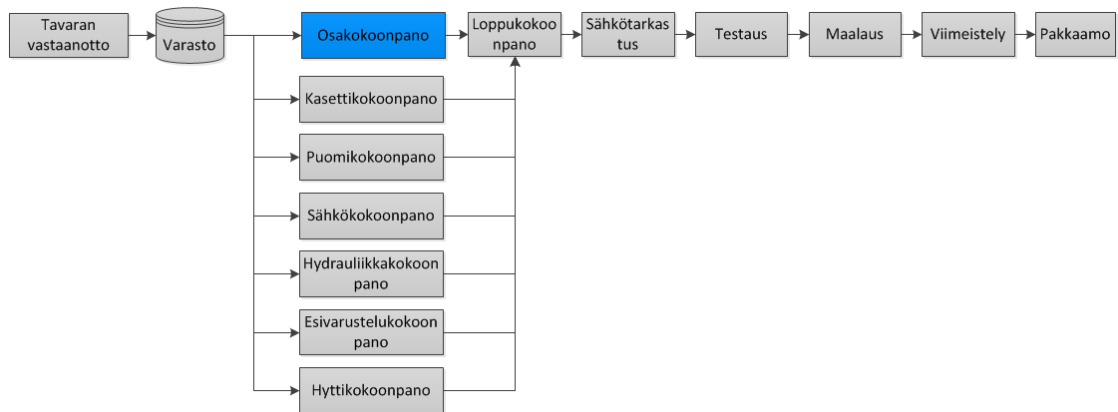 Tavaran
vastaanotto
Varasto
Osakokoonpano
Loppukokoo
npano
Sähkötarkas
tus
Testaus
Maalaus
Viimeistely
Pakkaamo
Kasettikokoonpano
Puomikokoonpano
Sähkökokoonpano
Hydrauliikkakokoon
pano
Esivarustelukokoon
pano
Hyttikokoonpano